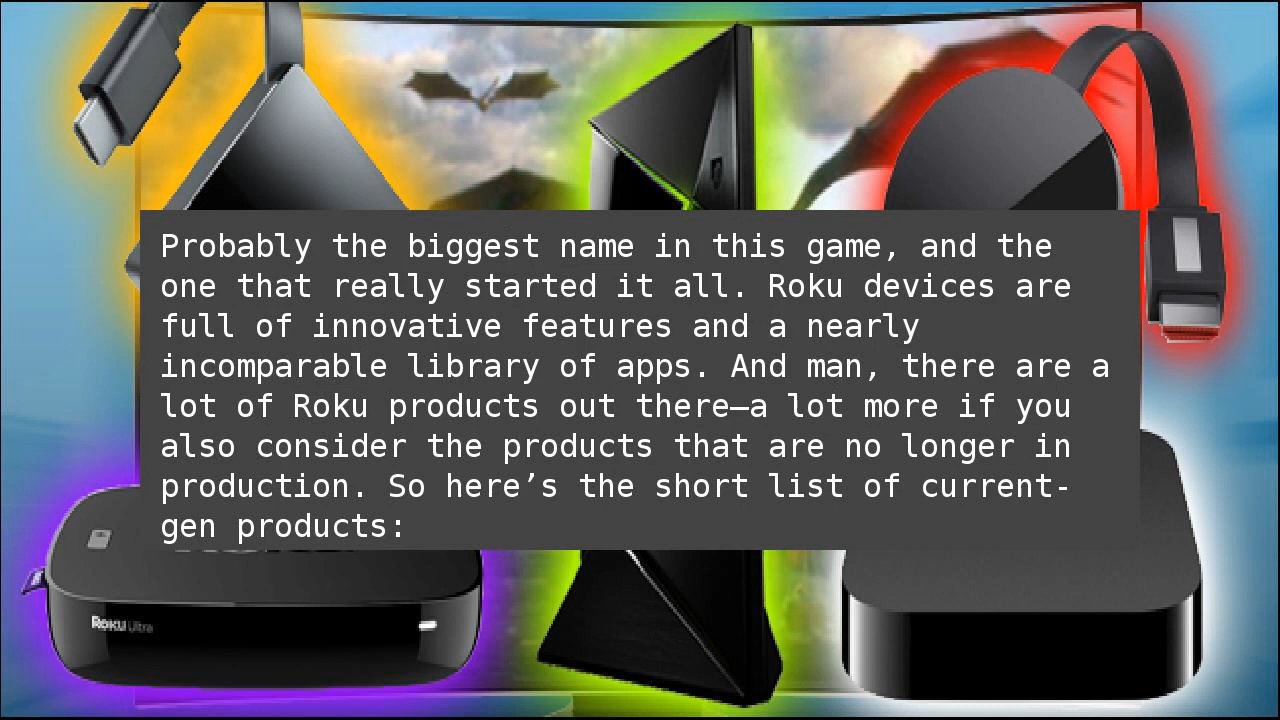 Probably the biggest name in this game, and the
one that really started it all. Roku devices are
full of innovative features and a nearly
incomparable library of apps. And man, there are a
lot of Roku products out there—a lot more if you
also consider the products that are no longer in
production. So here’s the short list of current-
gen products:
Roku Ultra